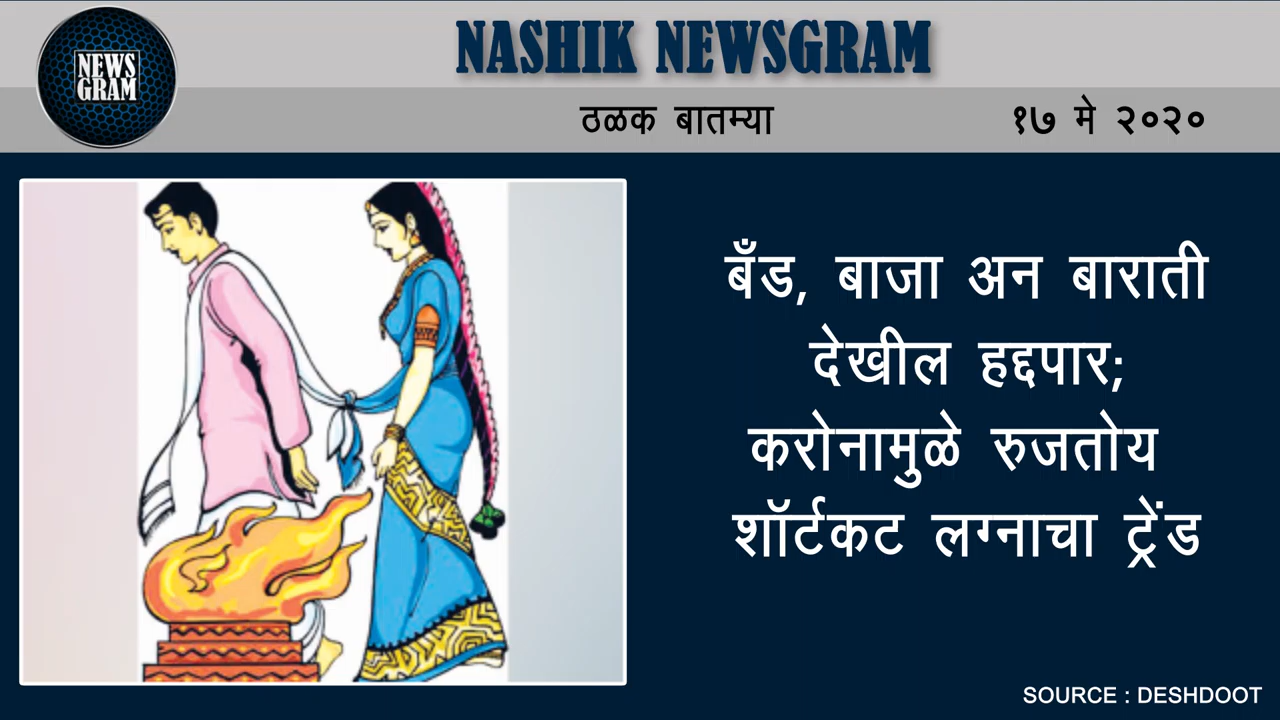 NEWS
GRAM
NASHIK NEWSGRAM
ठळक बातम्या
१७ मे २०२०
बँड, बाजा अन बाराती
देखील हद्दपार;
करोनामुळे रुजतोय
शॉर्टकट लग्नाचा ट्रेंड
SOURCE : DESHDOOT